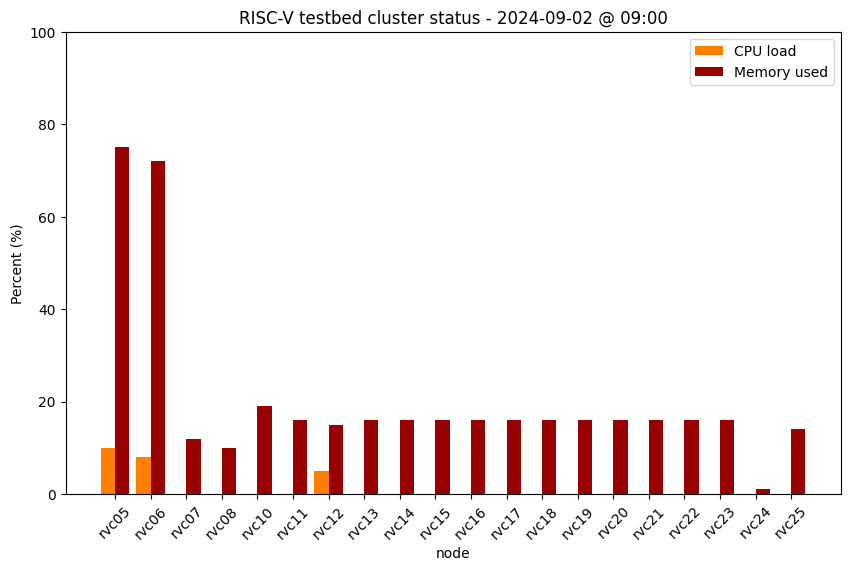 RISC-V testbed cluster status - 2024-09-02 @ 09:00
CPU load
Memory used
Percent (%)
100
80
60
40
20
0
rvc05
rvc06
rvc07
rvc08
rvc10
rvc11
rvc12
rvc13
rvc14
rvc15
rvc16
rvc17
rvc18
rvc19
rvc20
rvc21
rvc22
rvc23
rvc24
rvc25
node